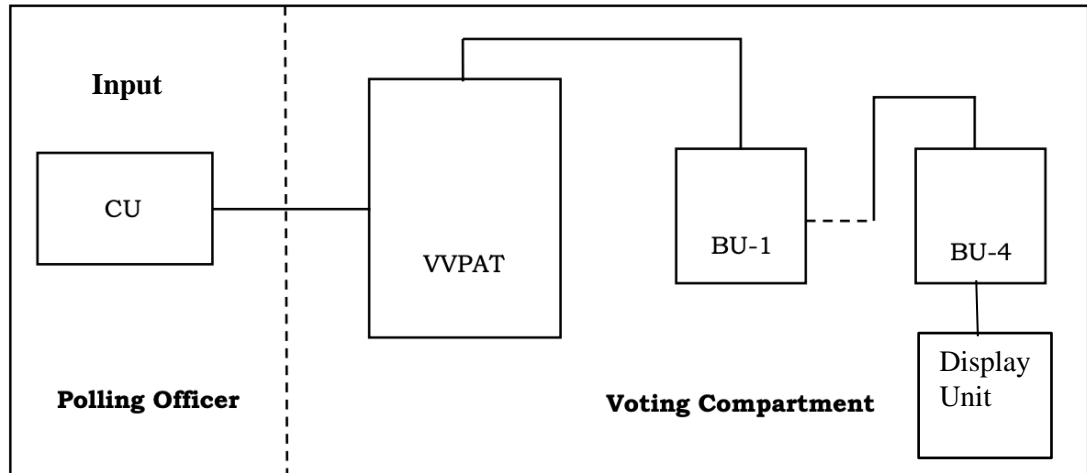 Input
CU
VVPAT
BU-1
BU-4
Display
Unit
Polling Officer
Voting Compartment